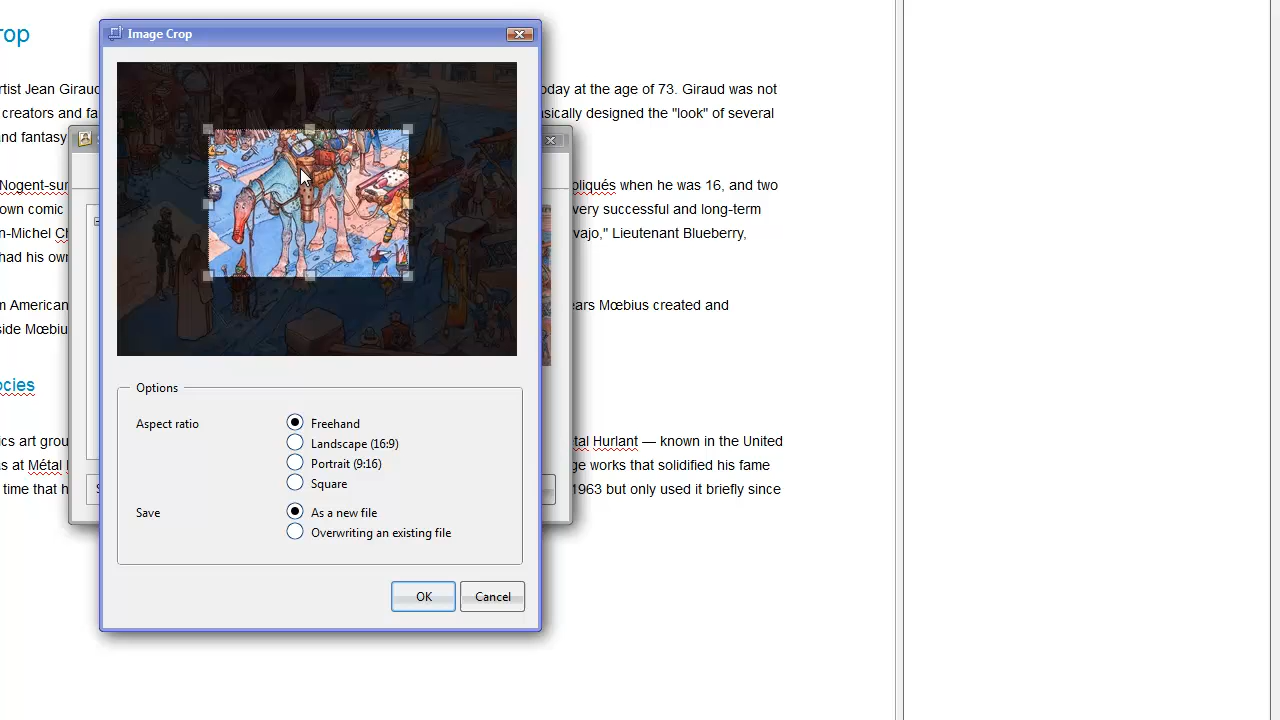 rop
Image Crop
rtist Jean Giraud
oday at the age of 73. Giraud was not
creators and fa
sically designed the "look" of several
and fantasy
Nogent-sur
pliqués when he was 16, and two
own comic
very successful and long-term
n-Michel Ch
vajo," Lieutenant Blueberry,
had his own
n American
ears Mœbius created and
side Mœbiu
ocies
ics art grou
tal Hurlant — known in the United
s at Métal
ge works that solidified his fame
time that h
1963 but only used it briefly since
Options
Aspect ratio
Freehand
Landscape (16:9)
Portrait (9:16)
Square
Save
As a new file
Overwriting an existing file
OK
Cancel